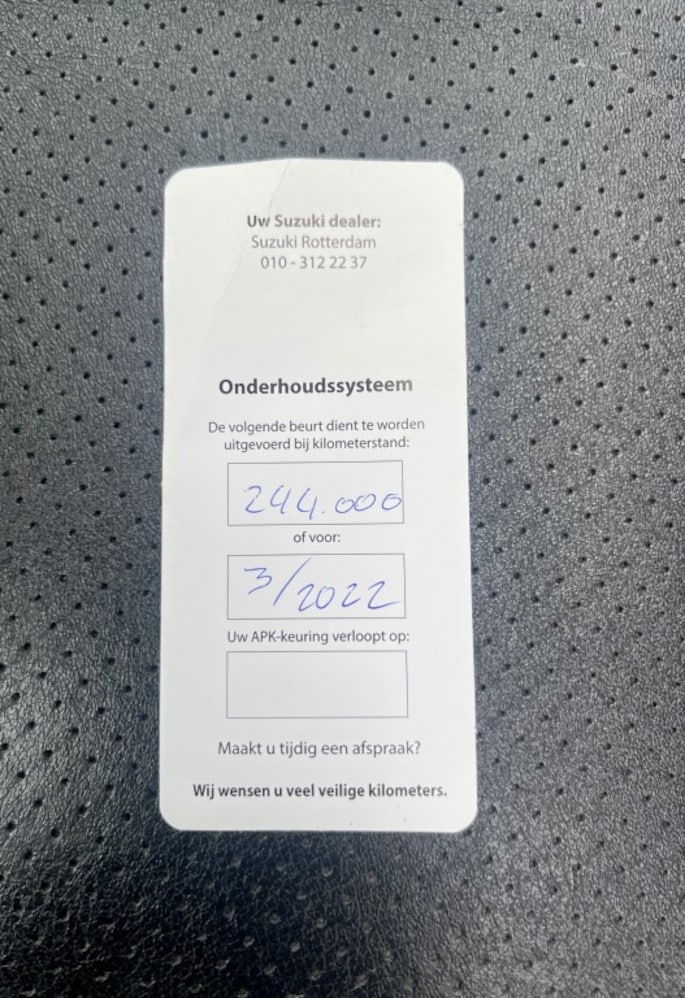 Uw Suzuki dealer:
Suzuki Rotterdam
010 - 312 22 37
Onderhoudssysteem
De volgende beurt dient te worden
uitgevoerd bij kilometerstand:
244.000
of voor:
3/2022
Uw APK-keuring verloopt op:
Maakt u tijdig een afspraak?
Wij wensen u veel veilige kilometers.